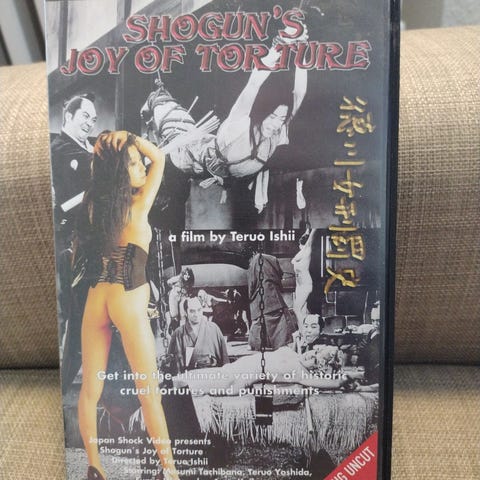 SHOGUN'S
JOY OF TORTURE
徳川女刑罰史
a film by Teruo Ishii
Get into the ultimate variety of historic
cruel tortures and punishments
Japan Shock Video presents
Shogun's Joy of Torture
Directed by Teruo Ishii
Starring: Masumi Tachibana, Teruo Yoshida,
UNCUT